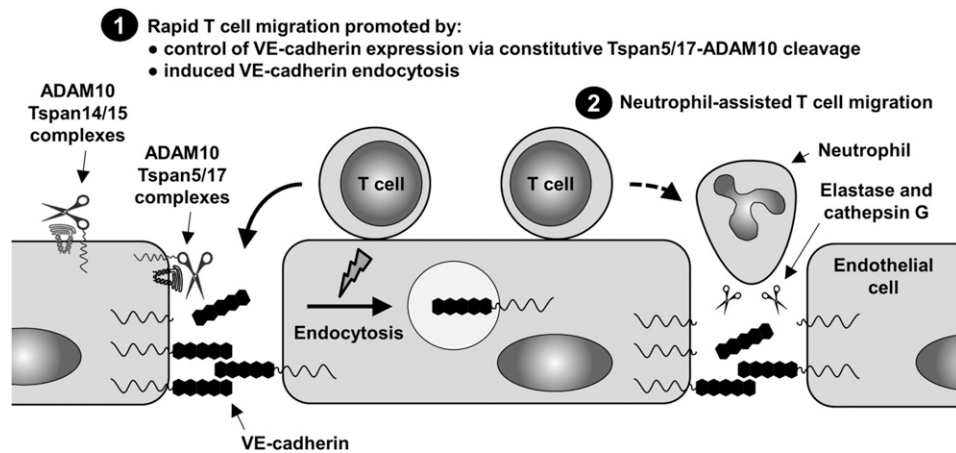 1 Rapid T cell migration promoted by:
● control of VE-cadherin expression via constitutive Tspan5/17-ADAM10 cleavage
● induced VE-cadherin endocytosis
2 Neutrophil-assisted T cell migration
ADAM10
Tspan14/15
complexes
ADAM10
Tspan5/17
complexes
T cell
T cell
Neutrophil
Elastase and
cathepsin G
Endothelial
cell
Endocytosis
VE-cadherin